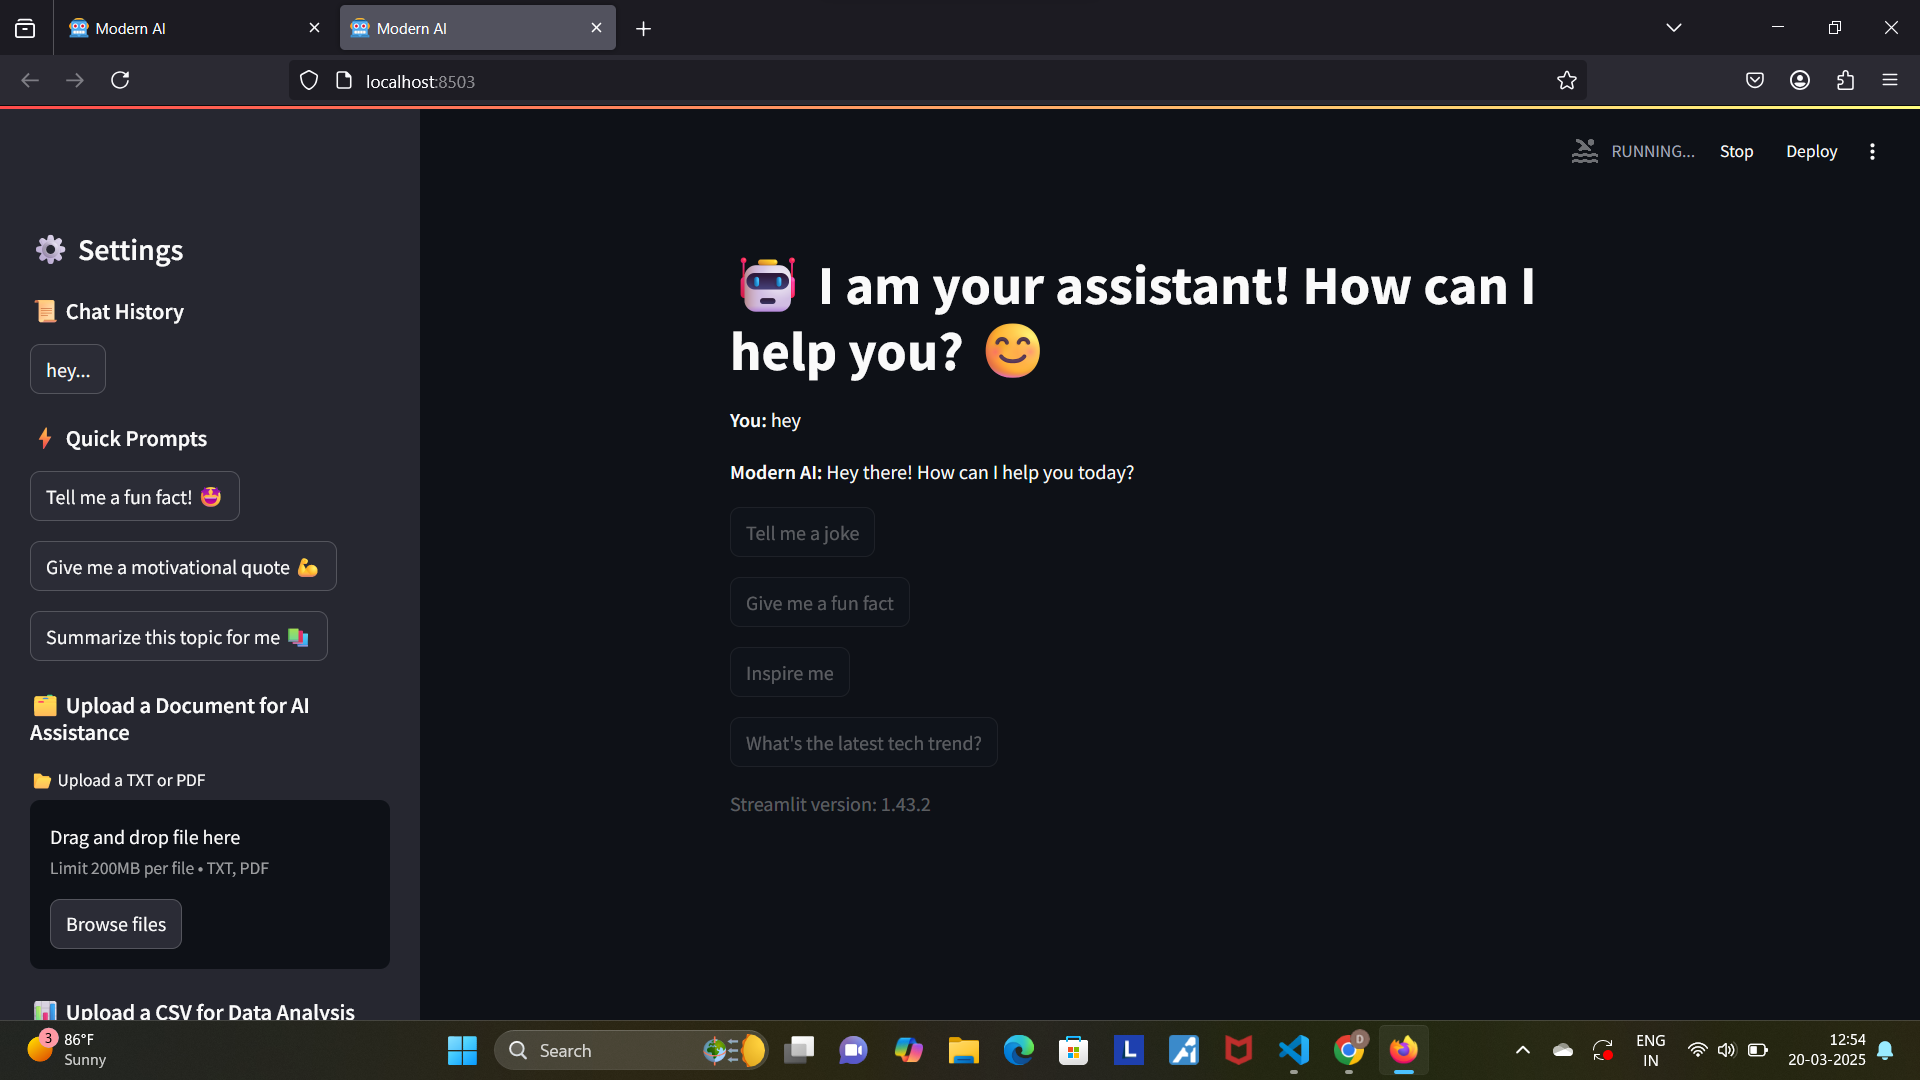 Modern AI
Modern AI
localhost:8503
RUNNING...
Stop
Deploy
Settings
Chat History
hey...
Quick Prompts
Tell me a fun fact!
Give me a motivational quote
Summarize this topic for me
Upload a Document for AI
Assistance
Upload a TXT or PDF
Drag and drop file here
Limit 200MB per file • TXT, PDF
Browse files
Upload a CSV for Data Analysis
I am your assistant! How can I
help you?
You: hey
Modern AI: Hey there! How can I help you today?
Tell me a joke
Give me a fun fact
Inspire me
What's the latest tech trend?
Streamlit version: 1.43.2
3
86°F
Sunny
Search
L
D
ENG
IN
12:54
20-03-2025